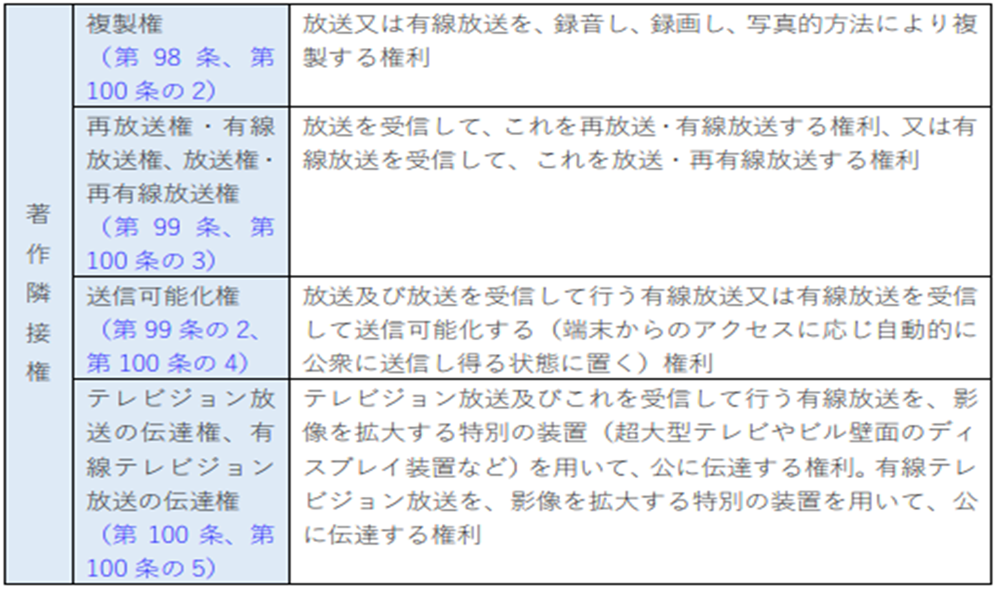 著
作
隣
接
権
複製権
（第 98 条、第
100 条の 2）
放送又は有線放送を、録音し、録画し、写真的方法により複
製する権利
再放送権・有線
放送権、放送権・
再有線放送権
（第 99 条、第
100 条の 3）
放送を受信して、これを再放送・有線放送する権利、又は有
線放送を受信して、これを放送・再有線放送する権利
送信可能化権
（第 99 条の 2、
第 100 条の 4）
放送及び放送を受信して行う有線放送又は有線放送を受信
して送信可能化する（端末からのアクセスに応じ自動的に
公衆に送信し得る状態に置く）権利
テレビジョン放
送の伝達権、有
線テレビジョン
放送の伝達権
（第 100 条、第
100 条の 5）
テレビジョン放送及びこれを受信して行う有線放送を、影
像を拡大する特別の装置（超大型テレビやビル壁面のディ
スプレイ装置など）を用いて、公に伝達する権利。有線テレ
ビジョン放送を、影像を拡大する特別の装置を用いて、公
に伝達する権利